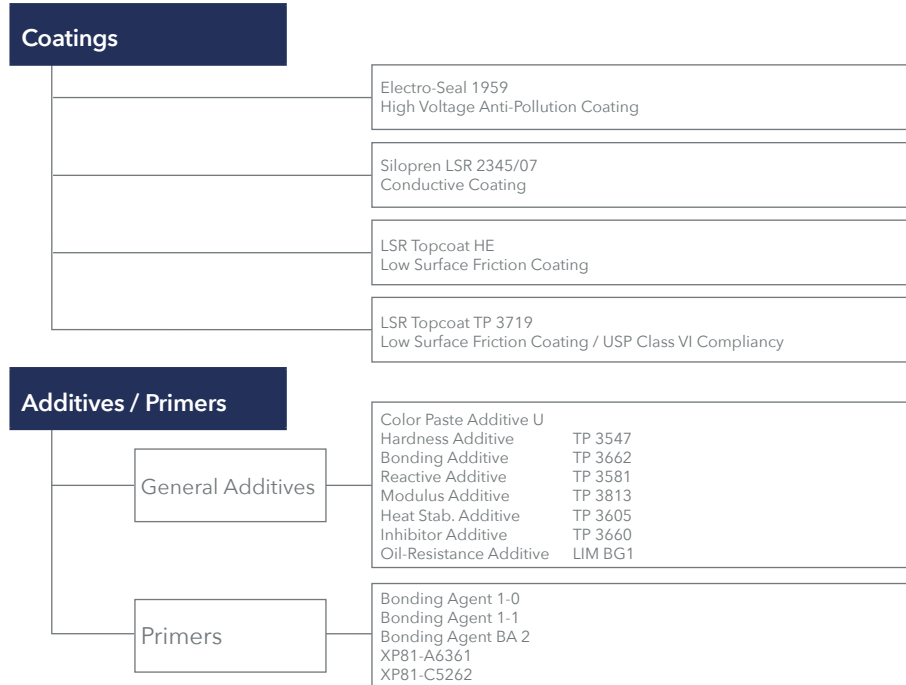 Coatings
Electro-Seal 1959
High Voltage Anti-Pollution Coating
Silopren LSR 2345/07
Conductive Coating
LSR Topcoat HE
Low Surface Friction Coating
LSR Topcoat TP 3719
Low Surface Friction Coating / USP Class VI Compliancy
Additives / Primers
General Additives
Color Paste Additive U
Hardness Additive TP 3547
Bonding Additive TP 3662
Reactive Additive TP 3581
Modulus Additive TP 3813
Heat Stab. Additive TP 3605
Inhibitor Additive TP 3660
Oil-Resistance Additive LIM BG1
Primers
Bonding Agent 1-0
Bonding Agent 1-1
Bonding Agent BA 2
XP81-A6361
XP81-C5262